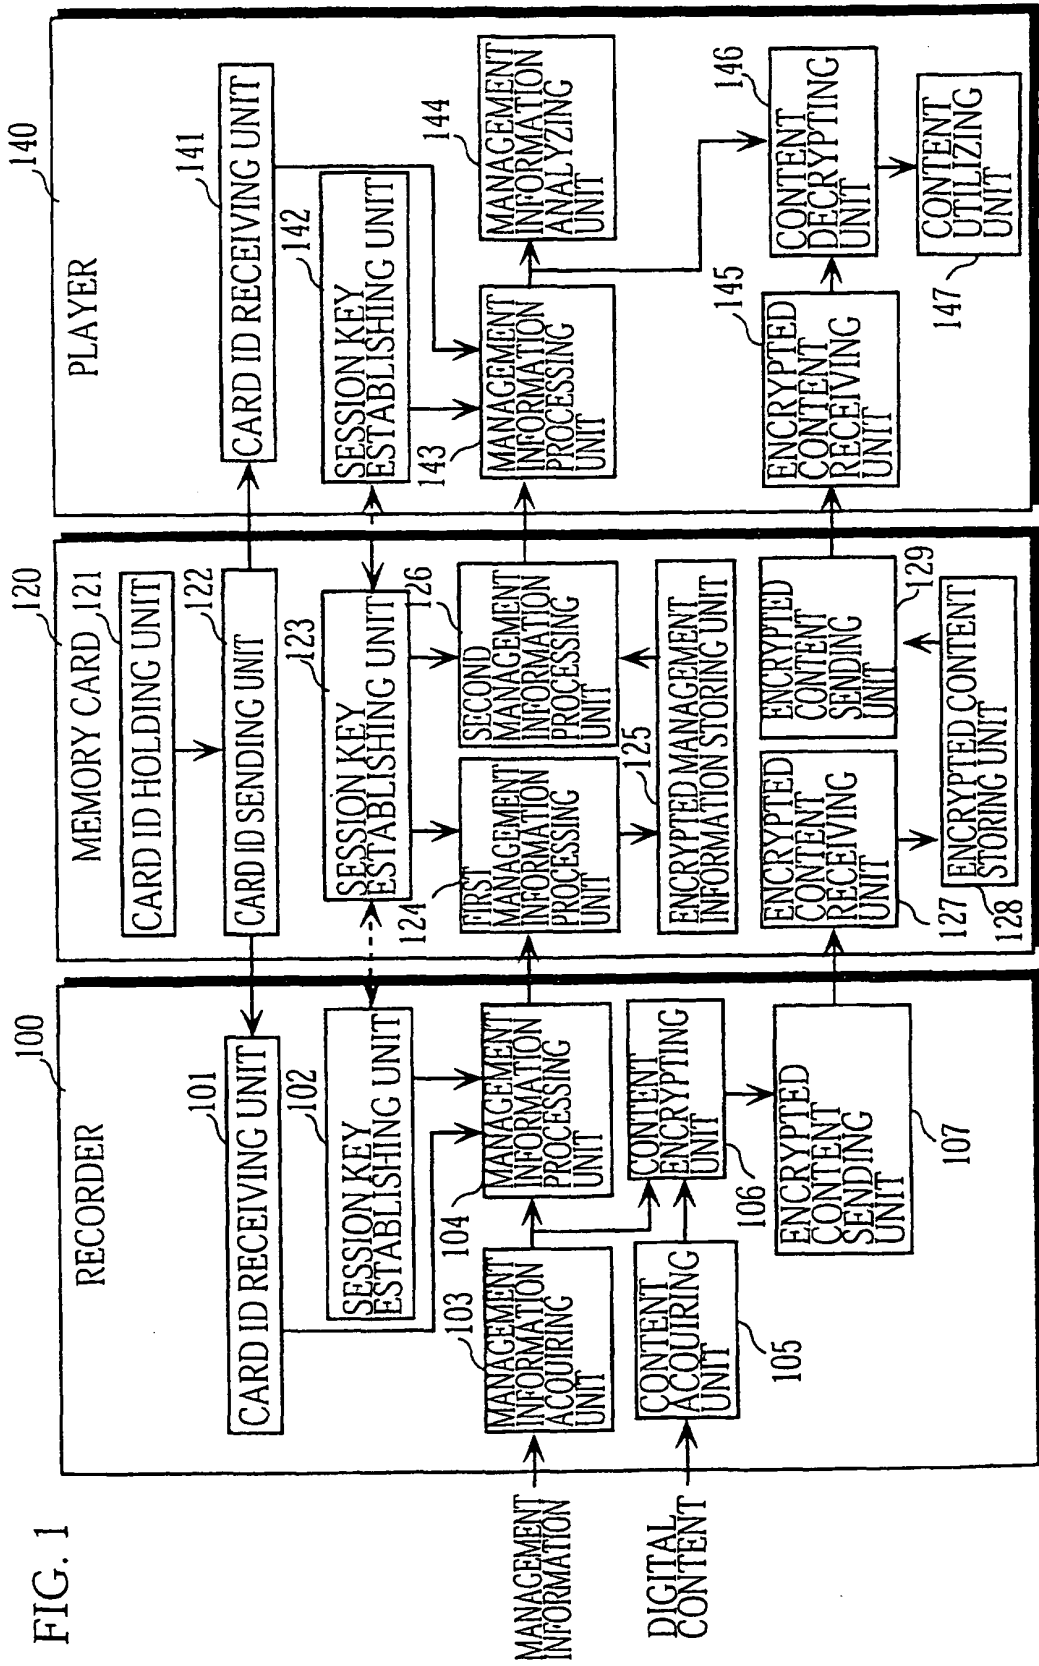 FIG. 1
MANAGEMENT
INFORMATION
DIGITAL
CONTENT
100
RECORDER
101
CARD ID RECEIVING UNIT
102
SESSION KEY
ESTABLISHING UNIT
103
MANAGEMENT
INFORMATION
ACQUIRING
UNIT
104
MANAGEMENT
INFORMATION
PROCESSING
UNIT
105
CONTENT
ACQUIRING
UNIT
106
CONTENT
ENCRYPTING
UNIT
107
ENCRYPTED
CONTENT
SENDING
UNIT
120
MEMORY CARD
121
CARD ID HOLDING UNIT
122
CARD ID SENDING UNIT
123
SESSION KEY
ESTABLISHING UNIT
124
FIRST
MANAGEMENT
INFORMATION
PROCESSING
UNIT
126
SECOND
MANAGEMENT
INFORMATION
PROCESSING
UNIT
125
ENCRYPTED MANAGEMENT
INFORMATION STORING UNIT
127
ENCRYPTED
CONTENT
RECEIVING
UNIT
129
ENCRYPTED
CONTENT
SENDING
UNIT
128
ENCRYPTED CONTENT
STORING UNIT
140
PLAYER
141
CARD ID RECEIVING UNIT
142
SESSION KEY
ESTABLISHING UNIT
143
MANAGEMENT
INFORMATION
PROCESSING
UNIT
144
MANAGEMENT
INFORMATION
ANALYZING
UNIT
145
ENCRYPTED
CONTENT
RECEIVING
UNIT
146
CONTENT
DECRYPTING
UNIT
147
CONTENT
UTILIZING
UNIT